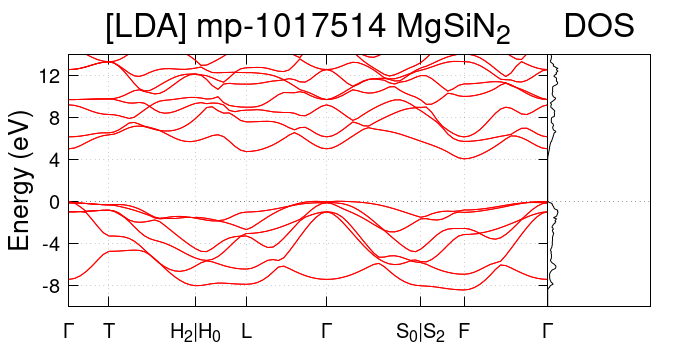 [LDA] mp-1017514 MgSiN2 DOS
Energy (eV)
12
8
4
0
-4
-8
Γ T H2|H0 L Γ S0|S2 F Γ